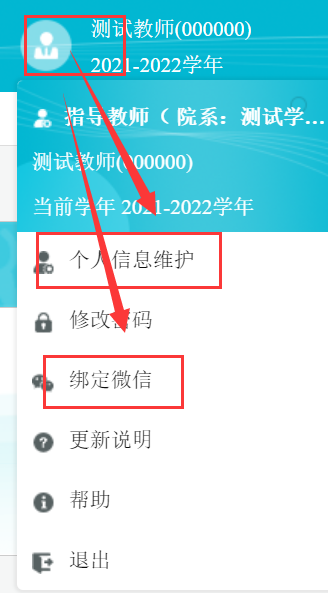 测试教师(000000)
2021-2022学年
指导教师（ 院系：测试学...
测试教师(000000)
当前学年 2021-2022学年
个人信息维护
修改密码
绑定微信
更新说明
帮助
退出